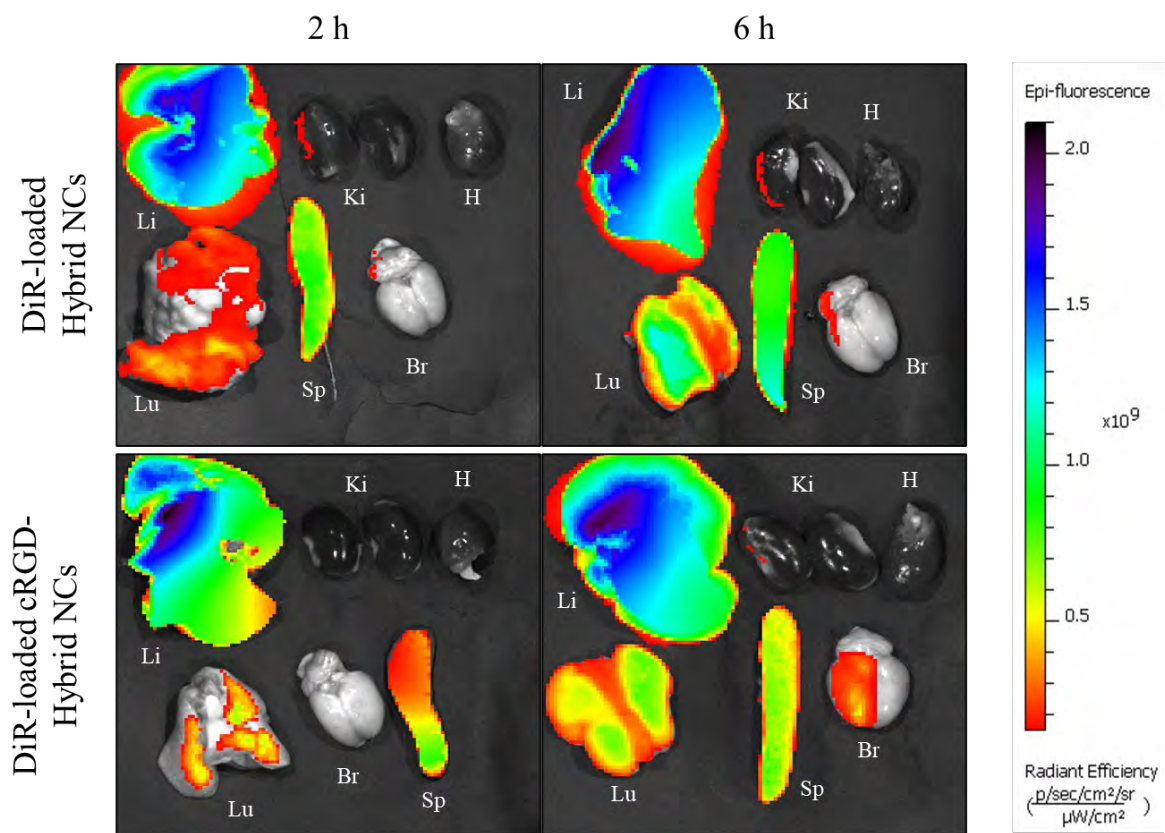 2 h
6 h
DiR-loaded
Hybrid NCs
Li
Ki
H
Lu
Sp
Br
Li
Ki
H
Lu
Sp
Br
DiR-loaded cRGD-
Hybrid NCs
Li
Ki
H
Lu
Br
Sp
Li
Ki
H
Lu
Sp
Br
Epi-fluorescence
2.0
1.5
x10⁹
1.0
0.5
Radiant Efficiency
(p/sec/cm²/sr
µW/cm²)